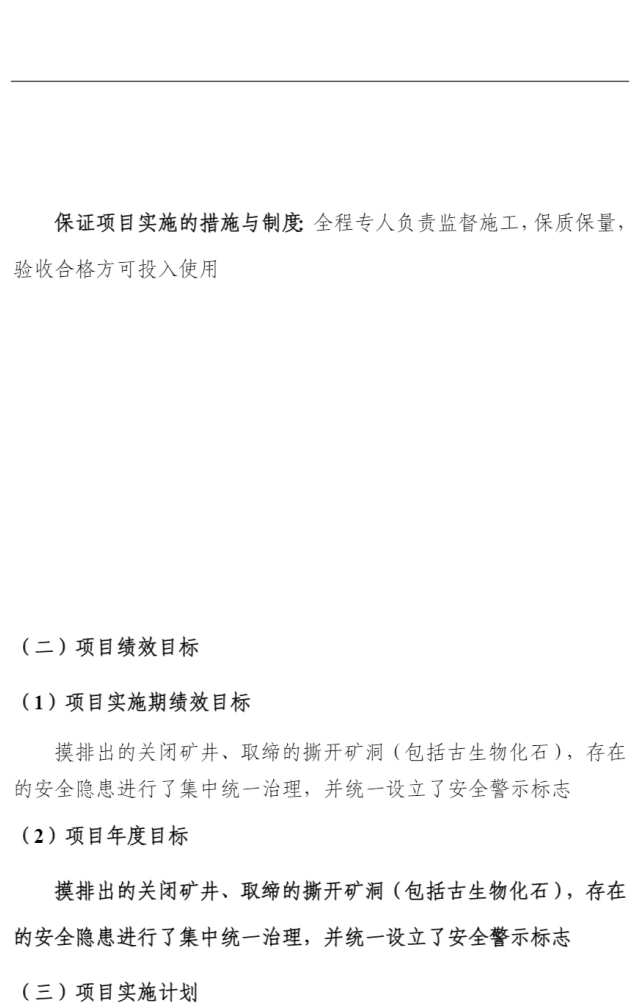 保证项目实施的措施与制度: 全程专人负责监督施工，保质保量，
验收合格方可投入使用
（二）项目绩效目标
（1）项目实施期绩效目标
摸排出的关闭矿井、取缔的撕开矿洞（包括古生物化石），存在
的安全隐患进行了集中统一治理，并统一设立了安全警示标志
（2）项目年度目标
摸排出的关闭矿井、取缔的撕开矿洞（包括古生物化石），存在
的安全隐患进行了集中统一治理，并统一设立了安全警示标志
（三）项目实施计划